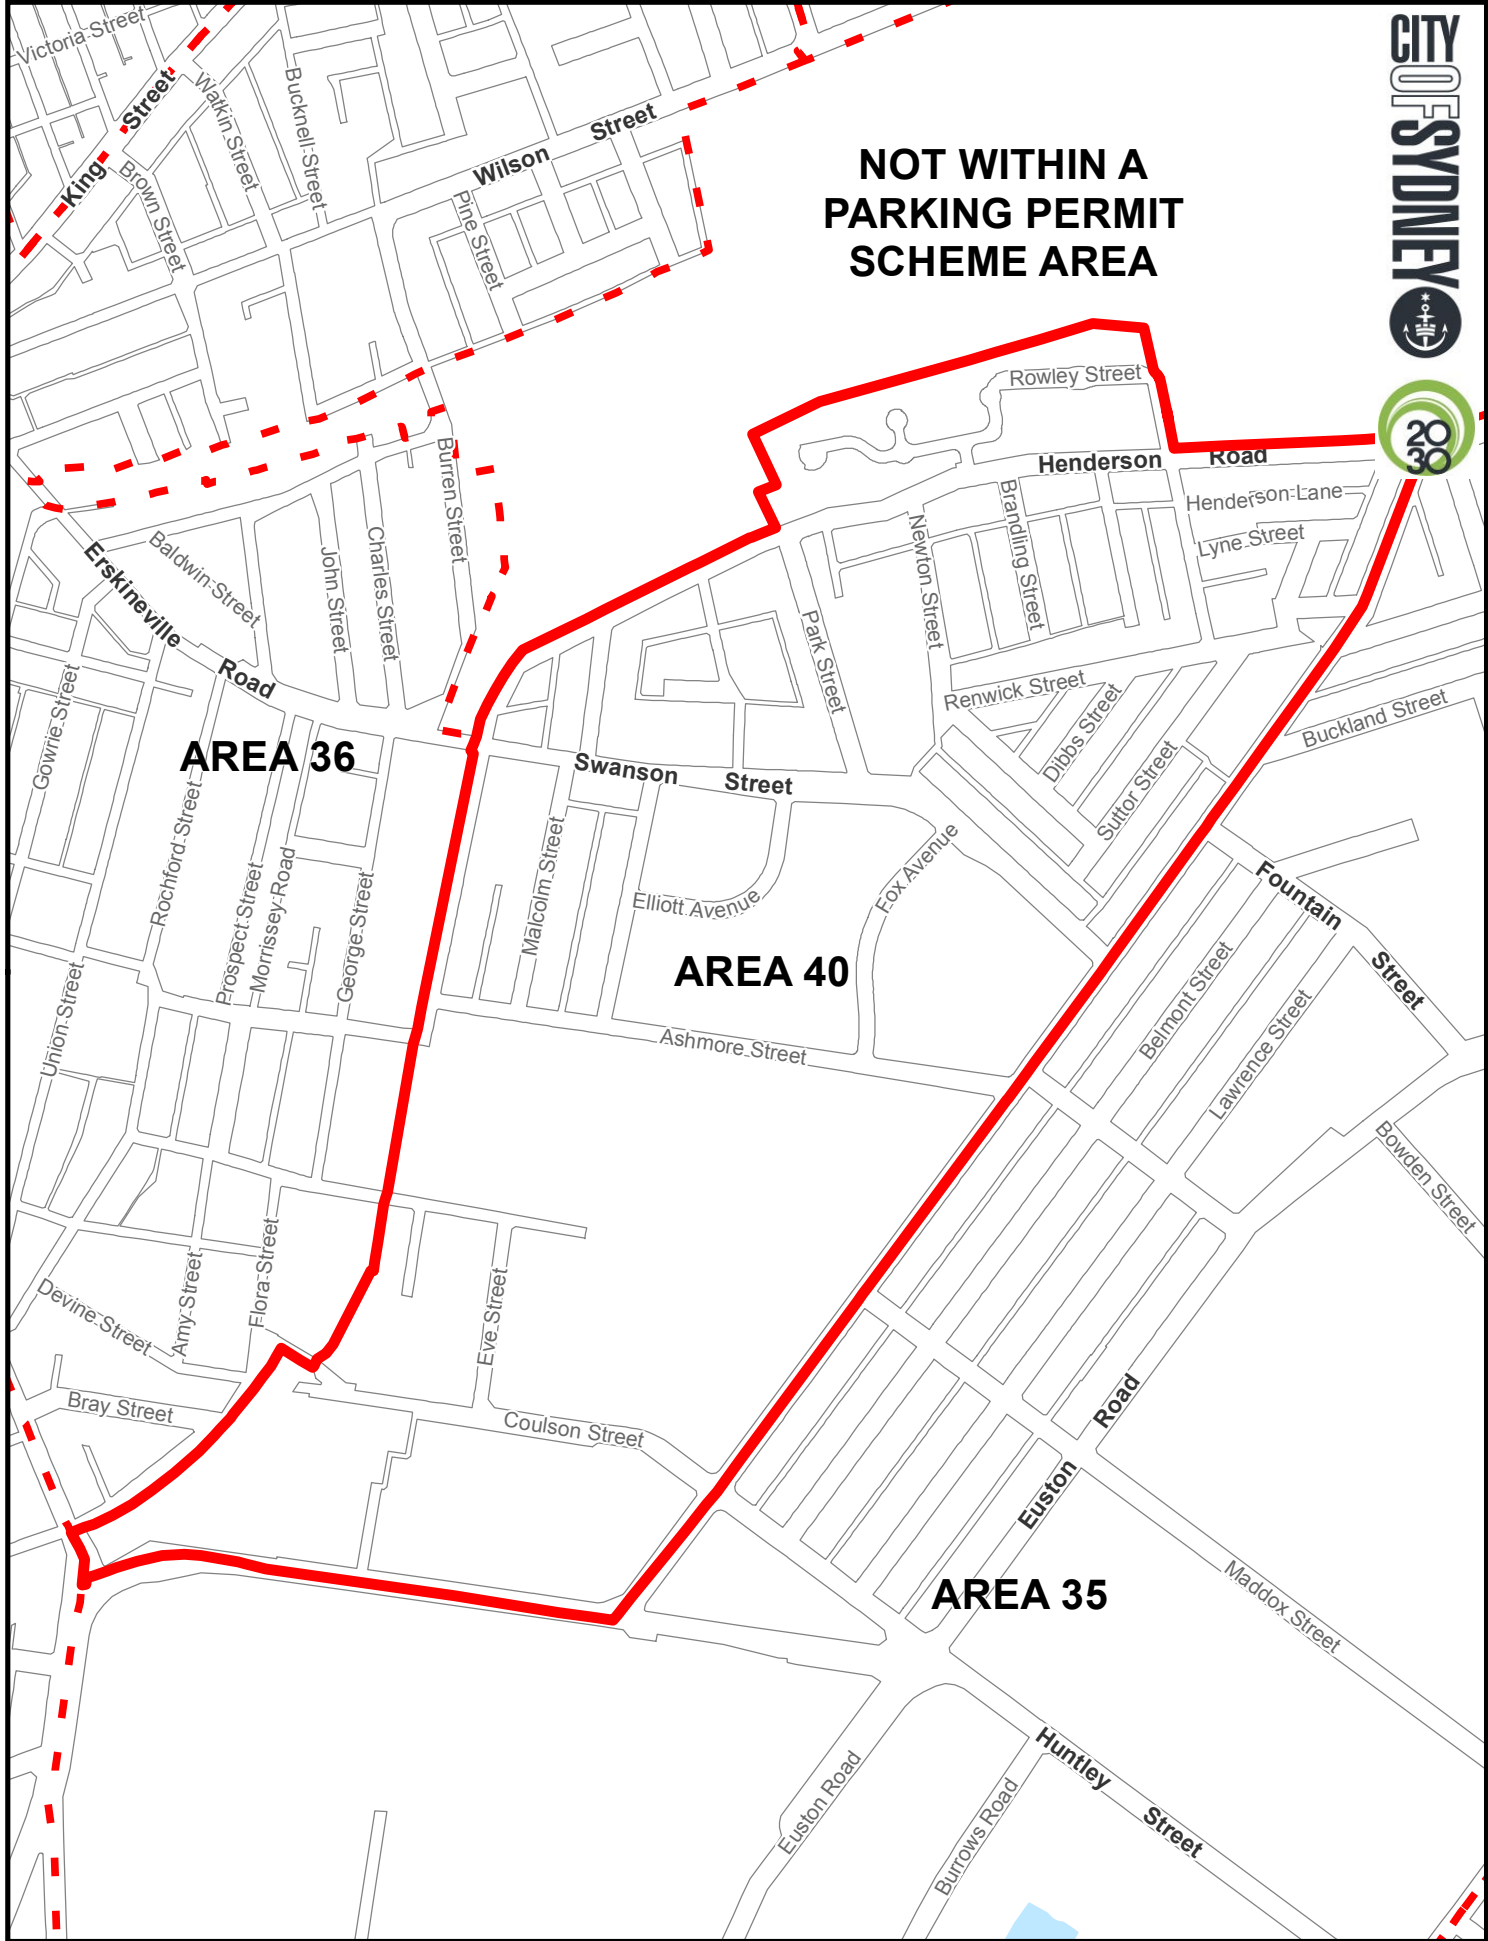 CITY OF SYDNEY
20
30
NOT WITHIN A
PARKING PERMIT
SCHEME AREA
Victoria Street
King Street
Watkin Street
Bucknell Street
Brown Street
Wilson Street
Pine Street
Rowley Street
Henderson Road
Henderson Lane
Lyne Street
Burren Street
Erskineville Road
Baldwin Street
John Street
Charles Street
Newton Street
Brandling Street
Park Street
Renwick Street
Dibbs Street
Suttor Street
Buckland Street
Gowrie Street
AREA 36
Swanson Street
Rochford Street
Prospect Street
Morrissey Road
George Street
Malcolm Street
Elliott Avenue
Fox Avenue
Fountain Street
AREA 40
Union Street
Ashmore Street
Belmont Street
Lawrence Street
Bowden Street
Devine Street
Amy Street
Flora Street
Eve Street
Bray Street
Coulson Street
Euston Road
AREA 35
Maddox Street
Huntley Street
Euston Road
Burrows Road